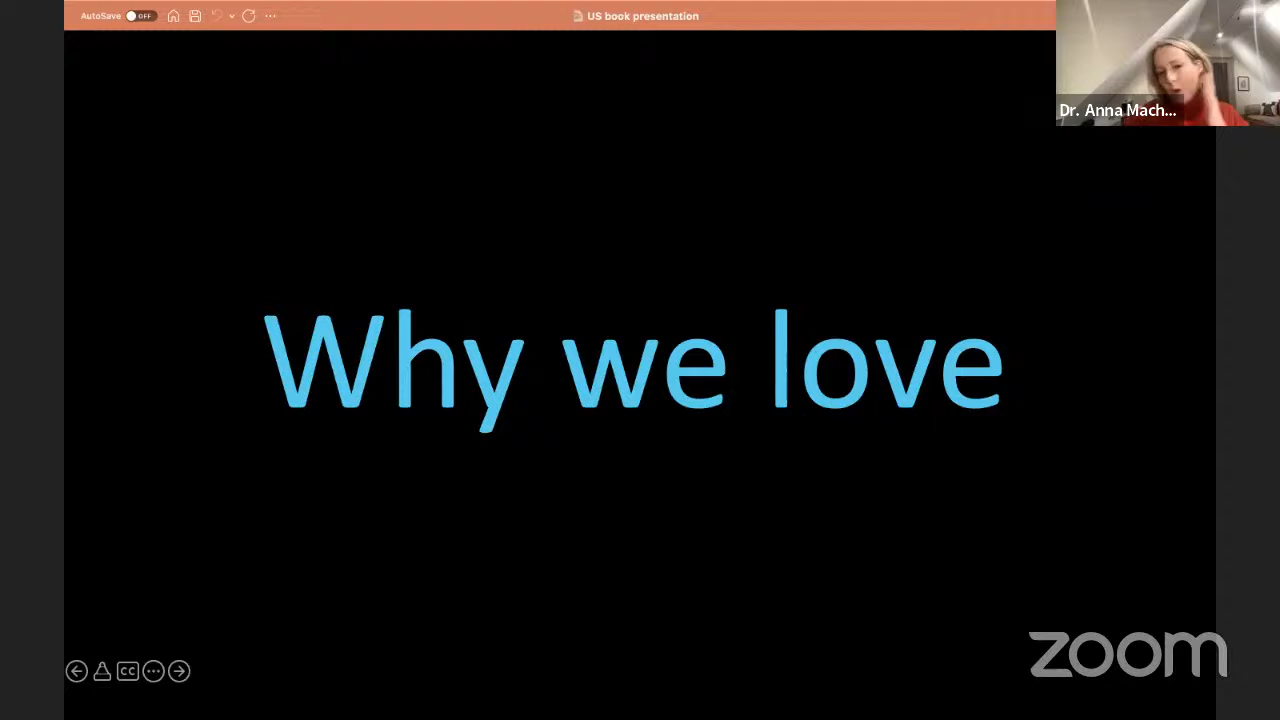 AutoSave OFF
US book presentation
Dr. Anna Mach...
Why we love
CC
zoom